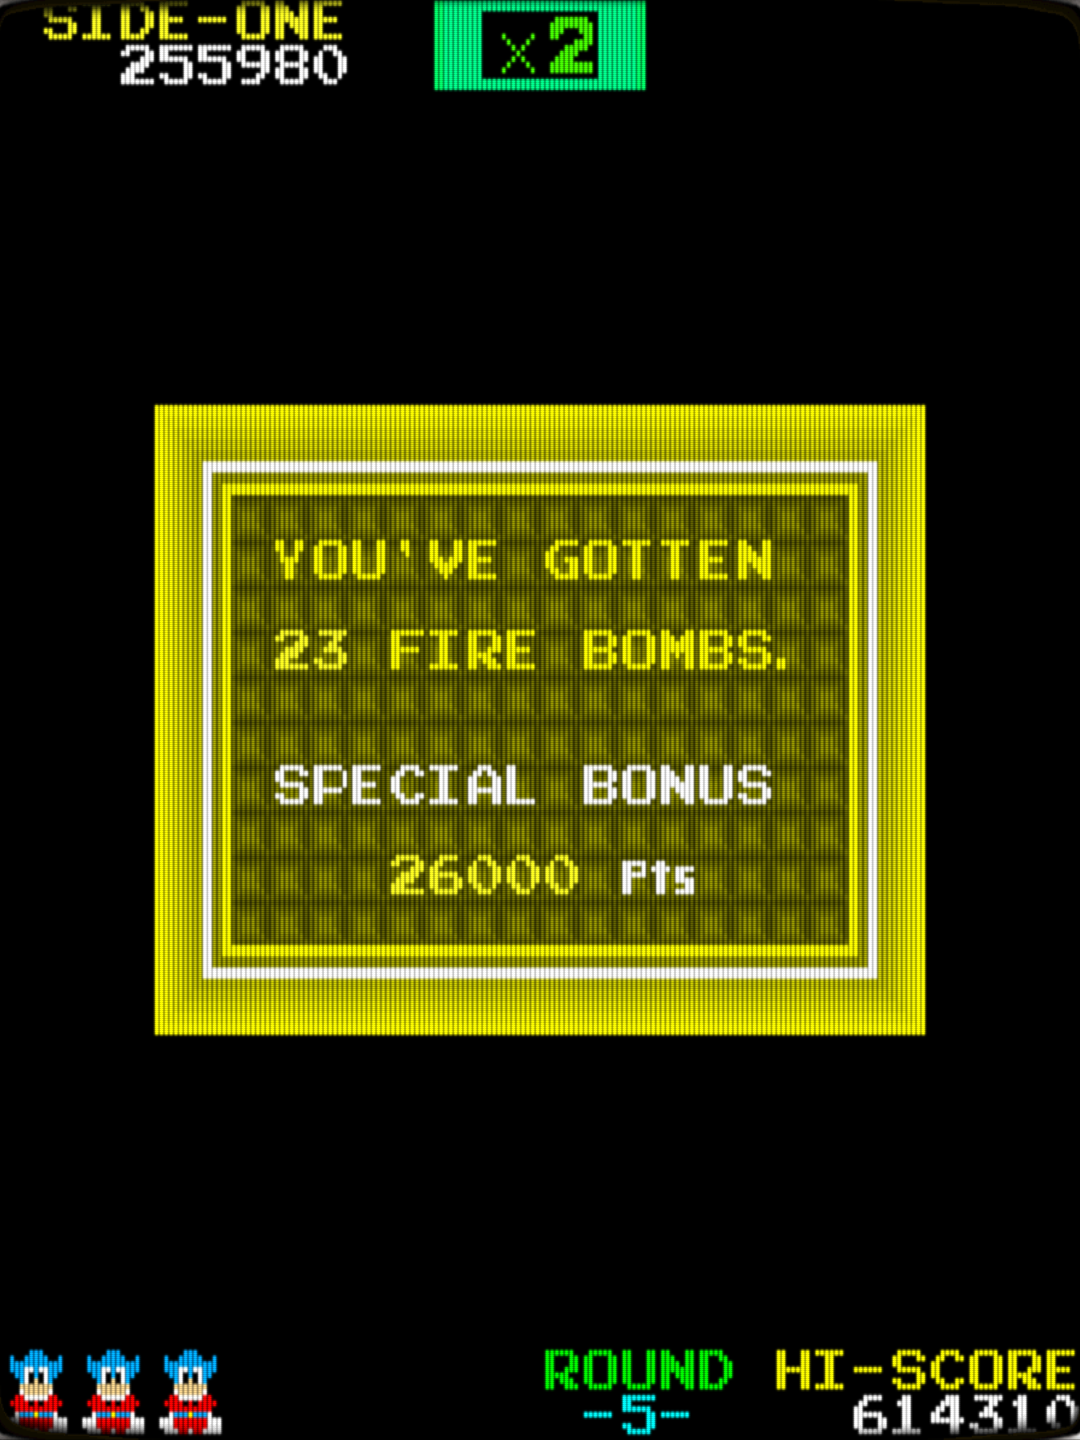 SIDE-ONE
255980
x2
YOU'VE GOTTEN
23 FIRE BOMBS.
SPECIAL BONUS
26000 Pts
ROUND
-5-
HI-SCORE
614310